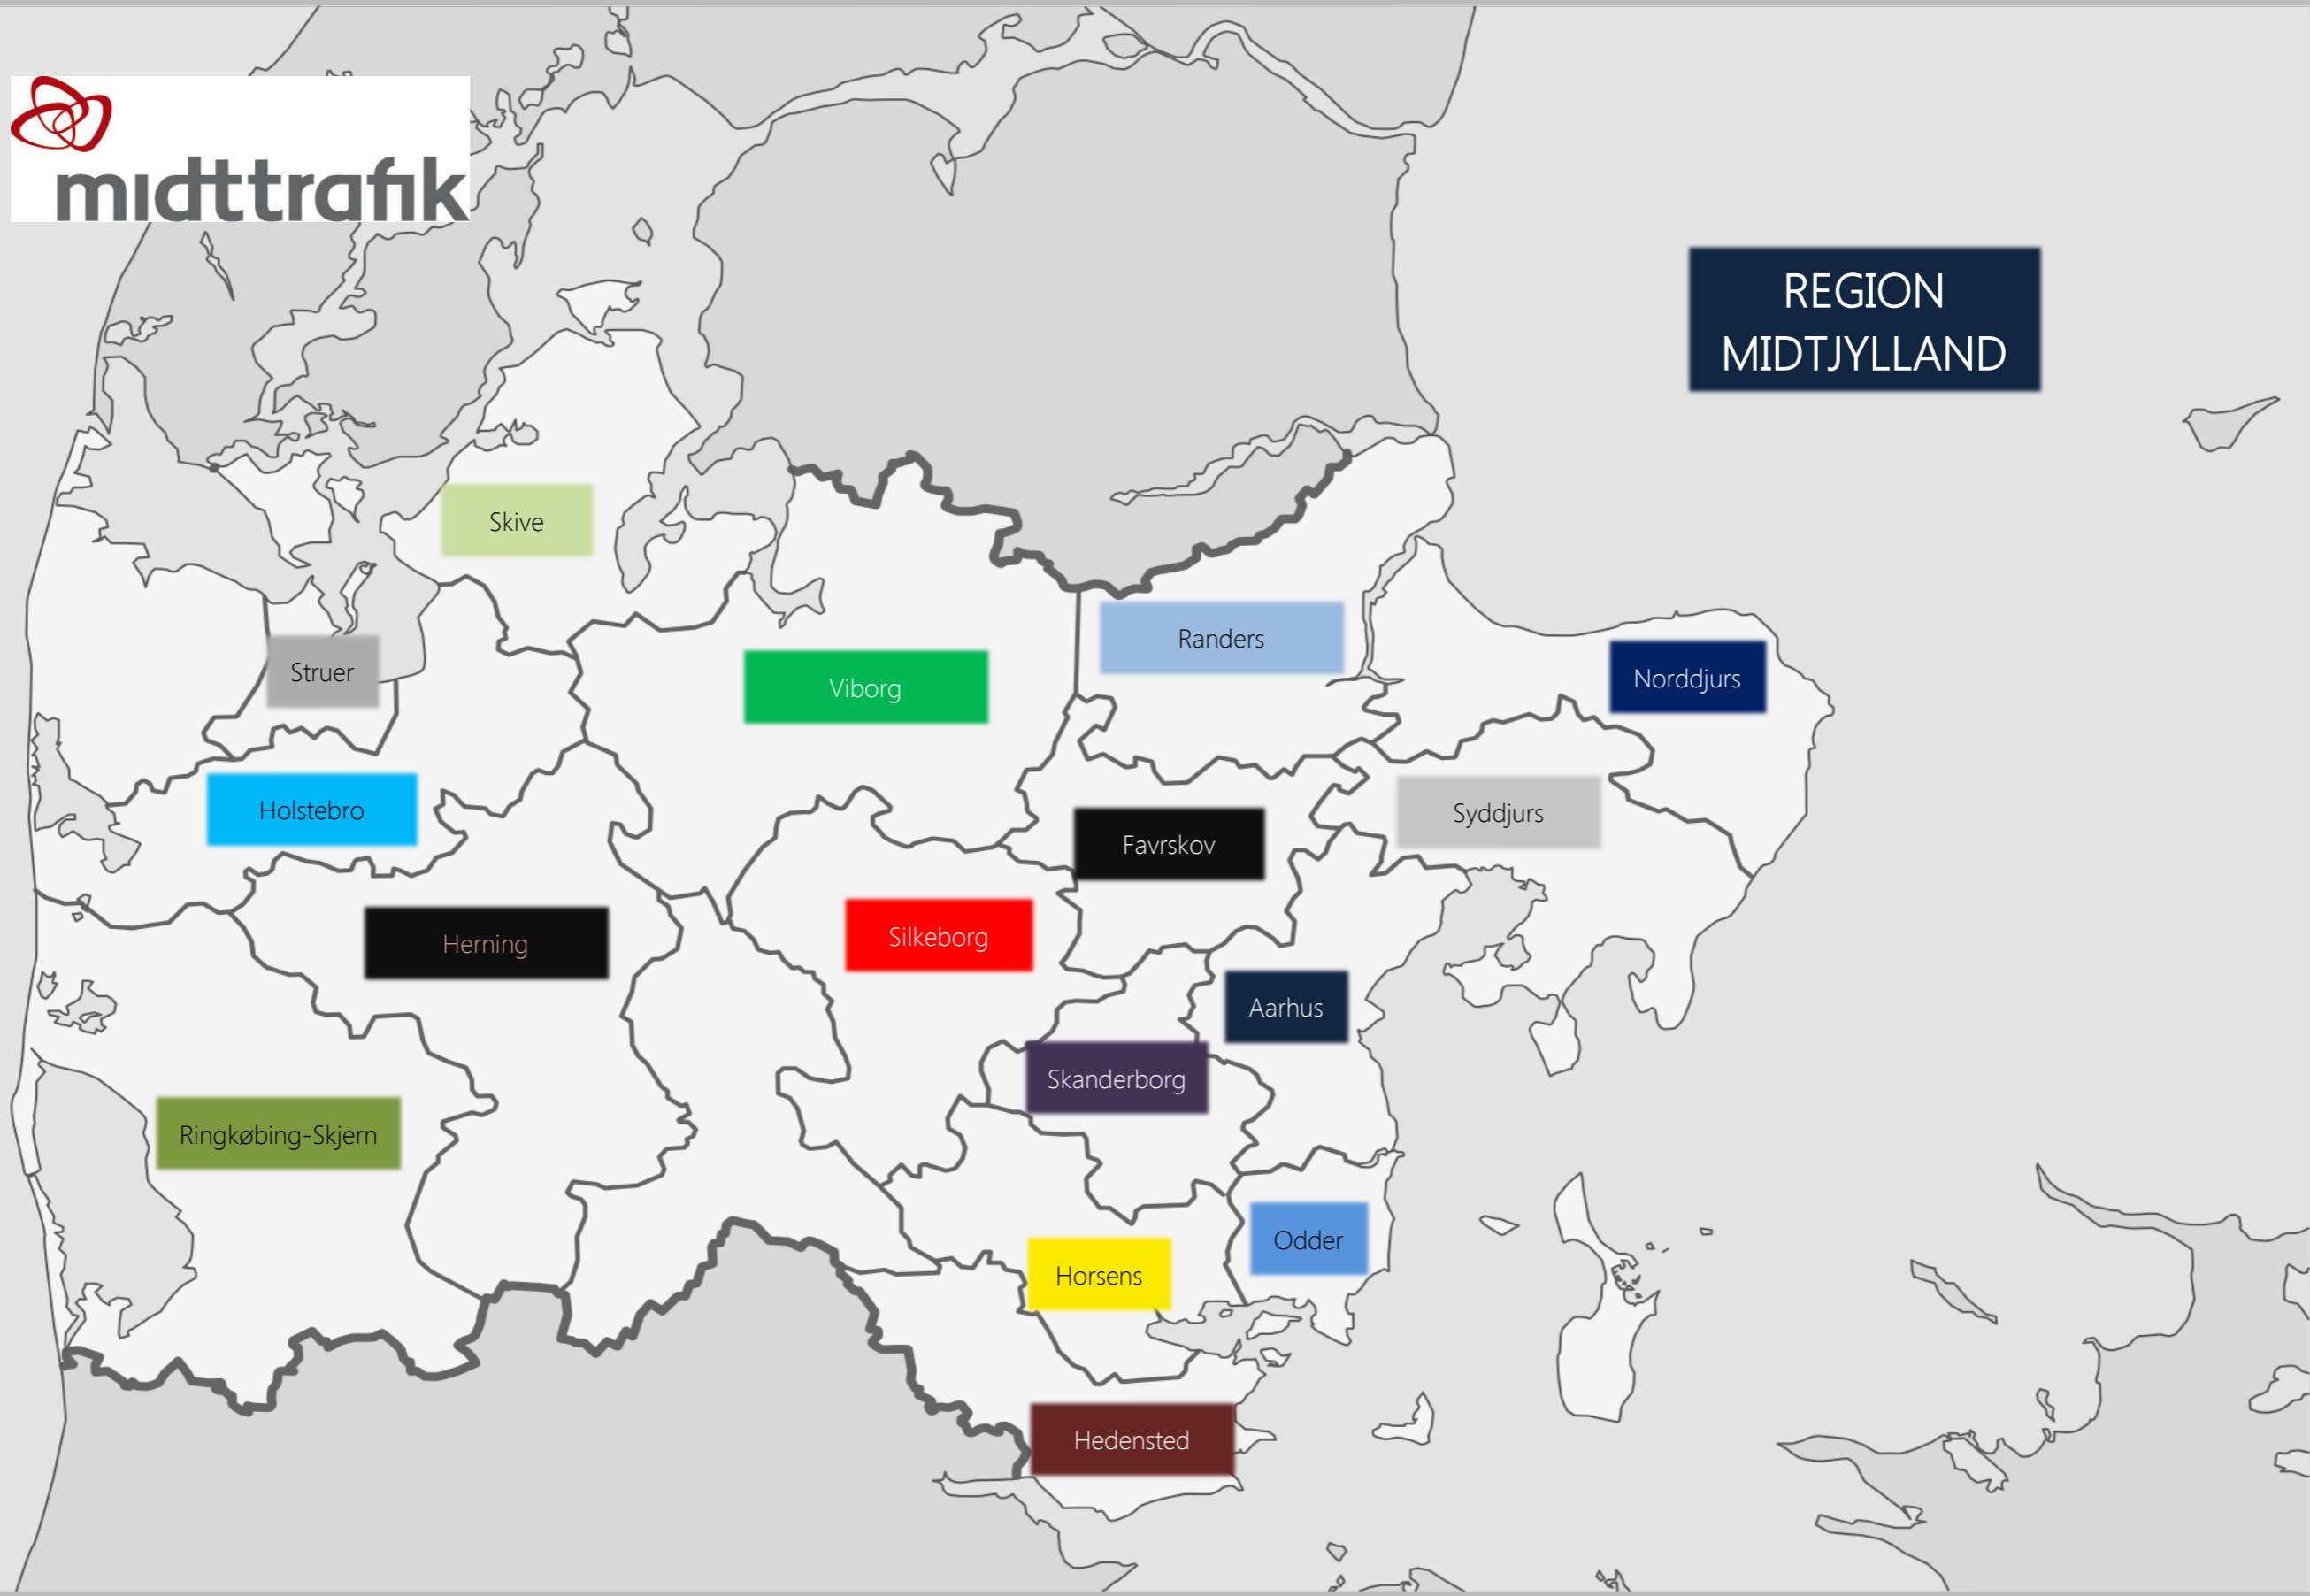 midttrafik
REGION
MIDTJYLLAND
Skive
Randers
Struer
Viborg
Norddjurs
Holstebro
Syddjurs
Favrskov
Herning
Silkeborg
Aarhus
Skanderborg
Ringkøbing-Skjern
Odder
Horsens
Hedensted